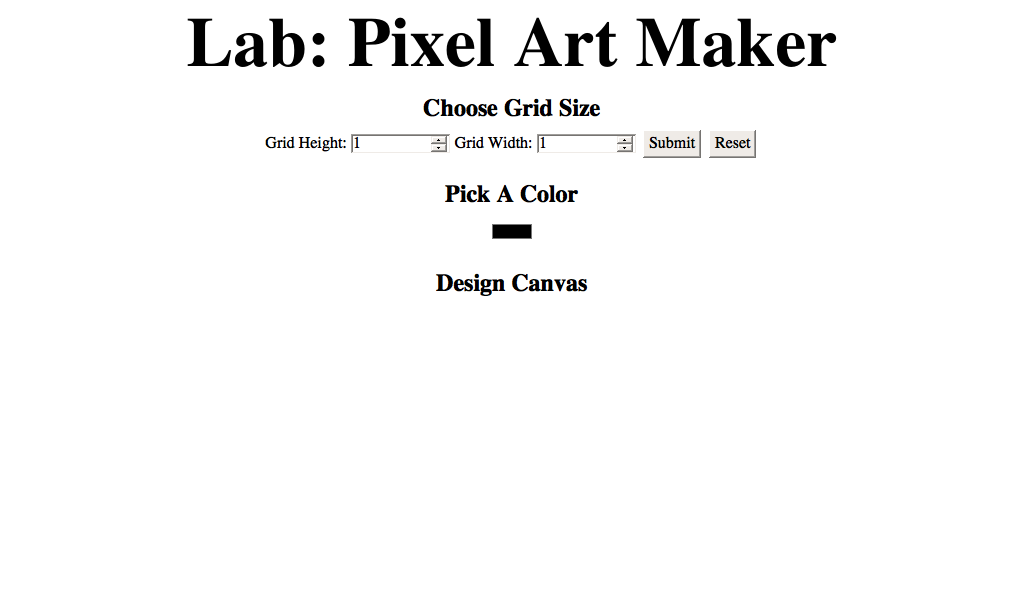 Lab: Pixel Art Maker
Choose Grid Size
Grid Height: 1 Grid Width: 1 Submit Reset
Pick A Color
Design Canvas